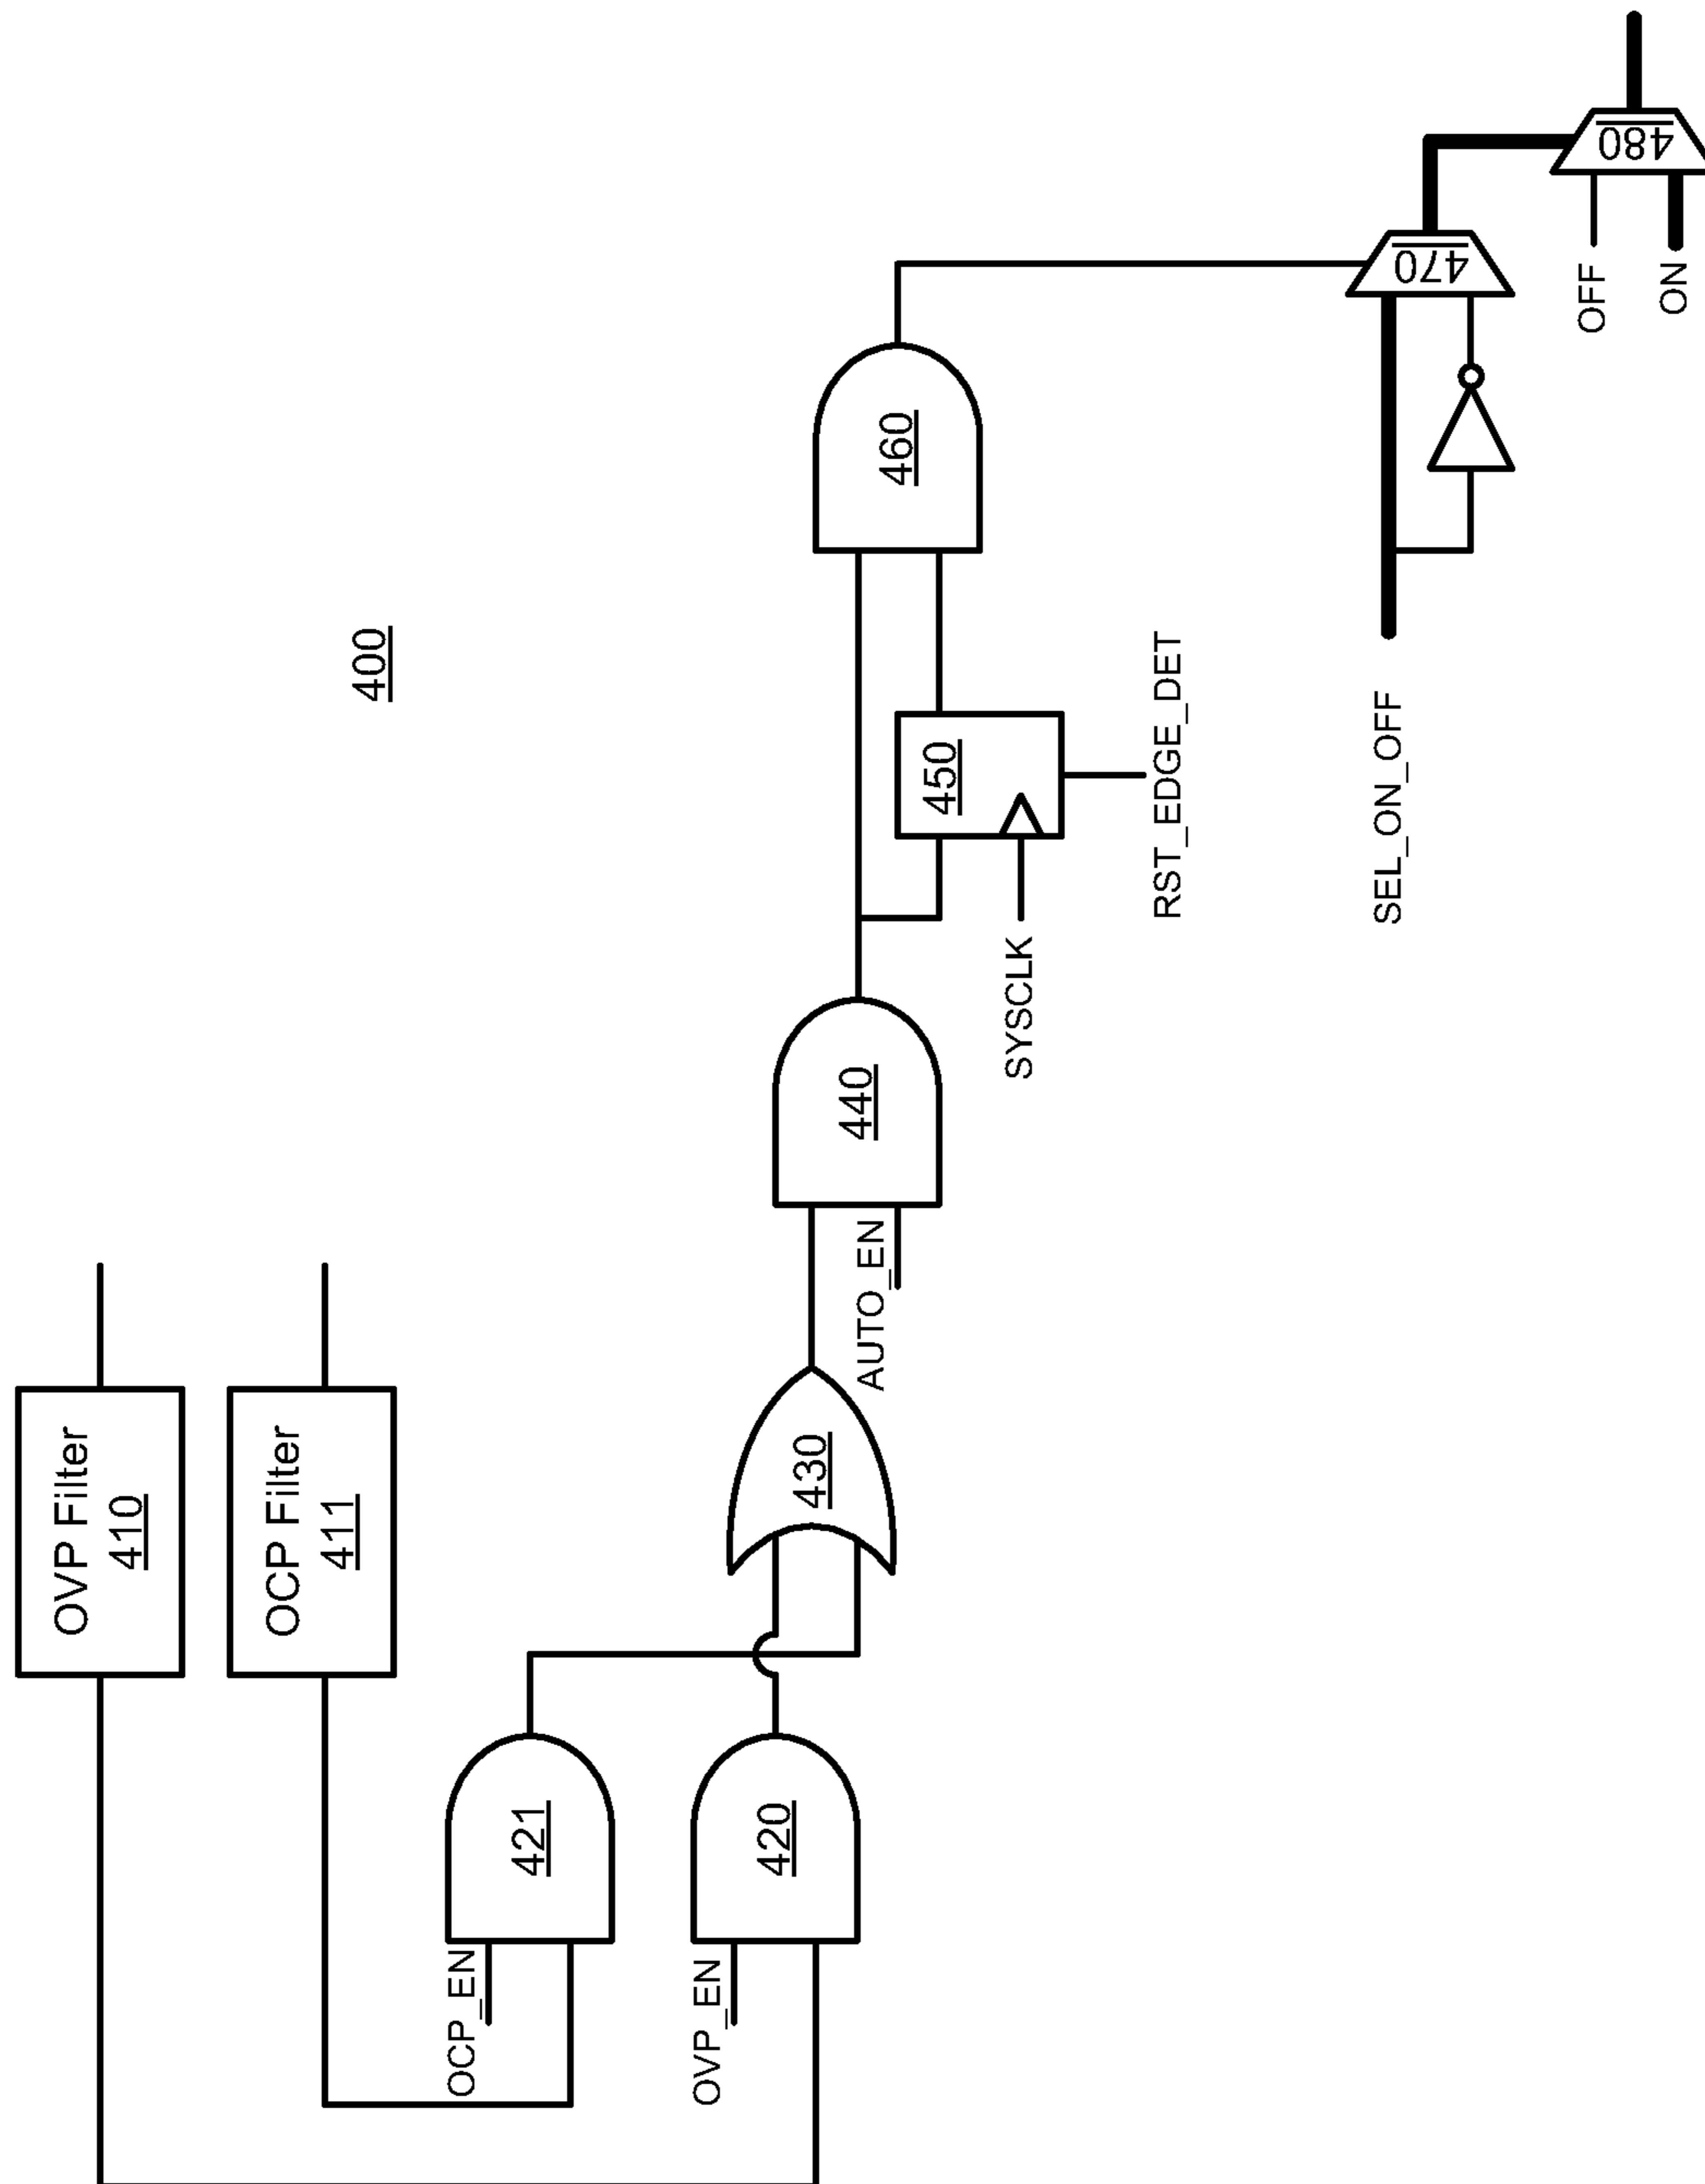 400
OVP Filter
410
OCP Filter
411
OCP_EN
421
OVP_EN
420
430
AUTO_EN
440
SYSCLK
450
RST_EDGE_DET
460
SEL_ON_OFF
470
OFF
ON
480